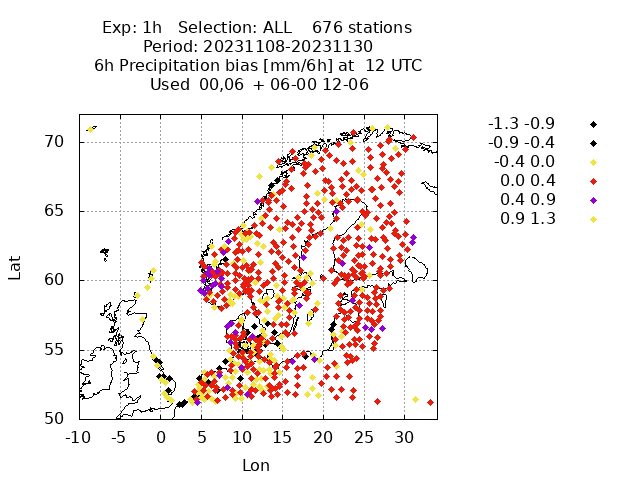 Exp: 1h   Selection: ALL    676 stations
Period: 20231108-20231130
6h Precipitation bias [mm/6h] at  12 UTC
Used  00,06  + 06-00 12-06
-1.3 -0.9
-0.9 -0.4
-0.4 0.0
0.0 0.4
0.4 0.9
0.9 1.3
Lat
70
65
60
55
50
-10 -5 0 5 10 15 20 25 30
Lon